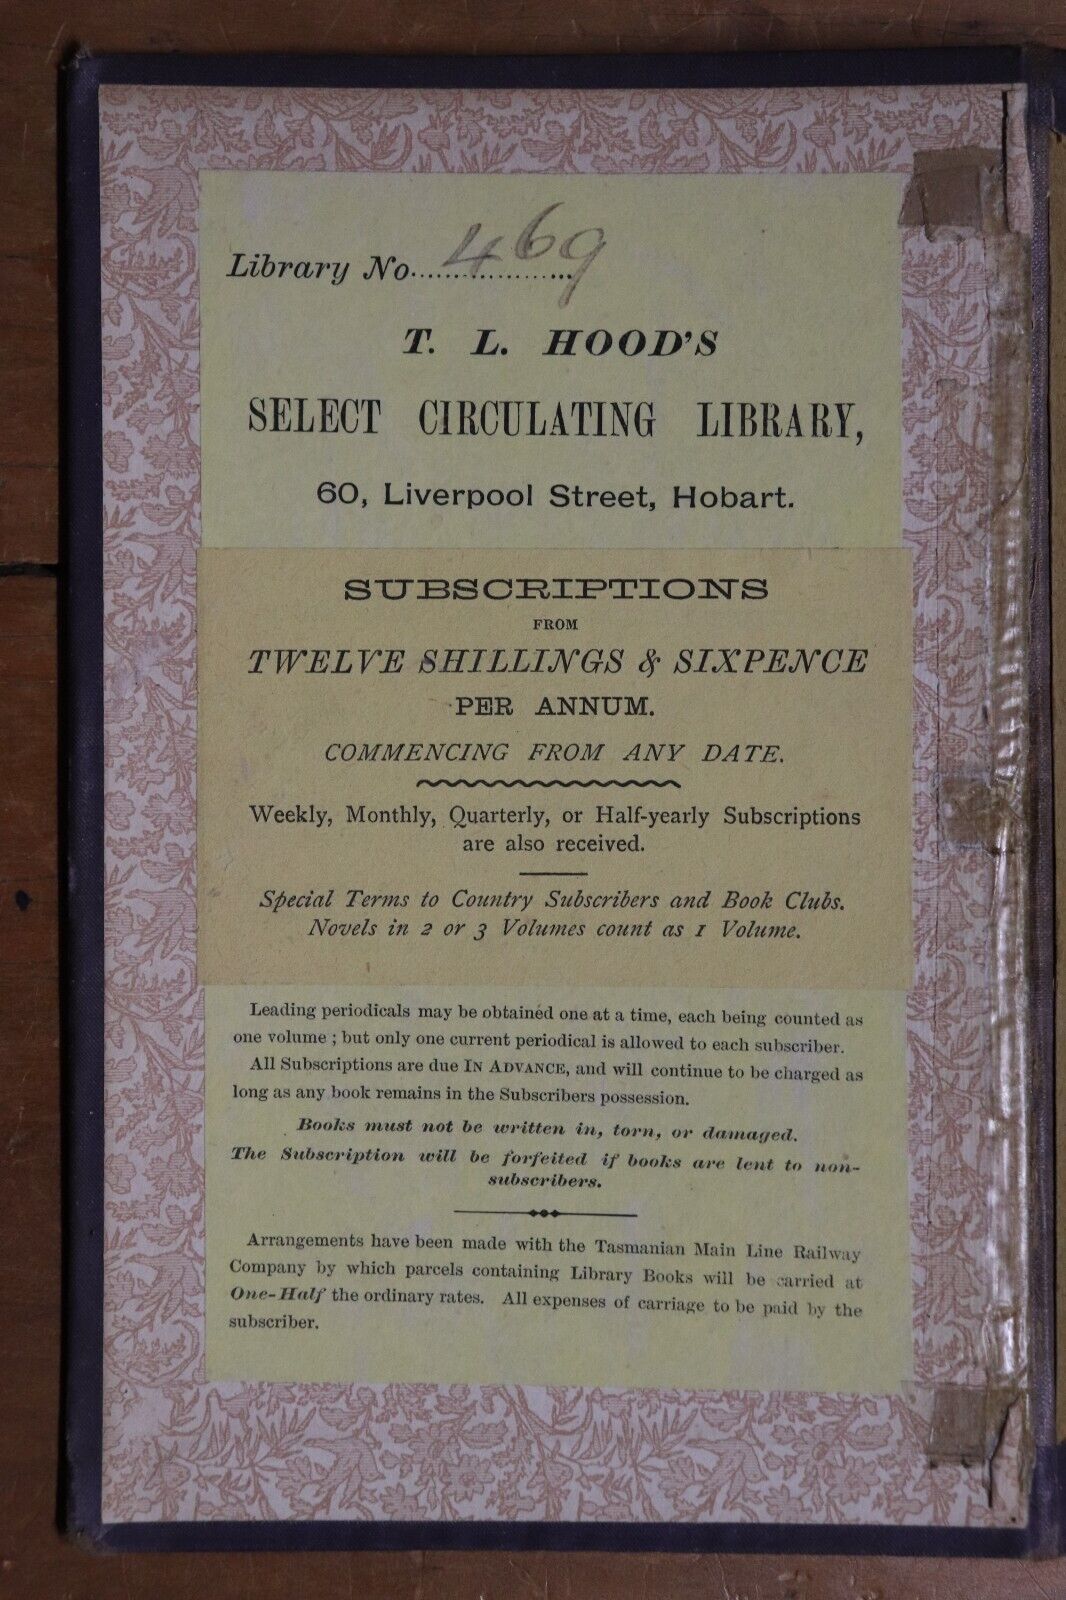 Library No.................... 469
T. L. HOOD'S
SELECT CIRCULATING LIBRARY,
60, Liverpool Street, Hobart.
SUBSCRIPTIONS
FROM
TWELVE SHILLINGS & SIXPENCE
PER ANNUM.
COMMENCING FROM ANY DATE.
Weekly, Monthly, Quarterly, or Half-yearly Subscriptions
are also received.
Special Terms to Country Subscribers and Book Clubs.
Novels in 2 or 3 Volumes count as 1 Volume.
Leading periodicals may be obtained one at a time, each being counted as
one volume ; but only one current periodical is allowed to each subscriber.
All Subscriptions are due IN ADVANCE, and will continue to be charged as
long as any book remains in the Subscribers possession.
Books must not be written in, torn, or damaged.
The Subscription will be forfeited if books are lent to non-
subscribers.
Arrangements have been made with the Tasmanian Main Line Railway
Company by which parcels containing Library Books will be carried at
One-Half the ordinary rates. All expenses of carriage to be paid by the
subscriber.